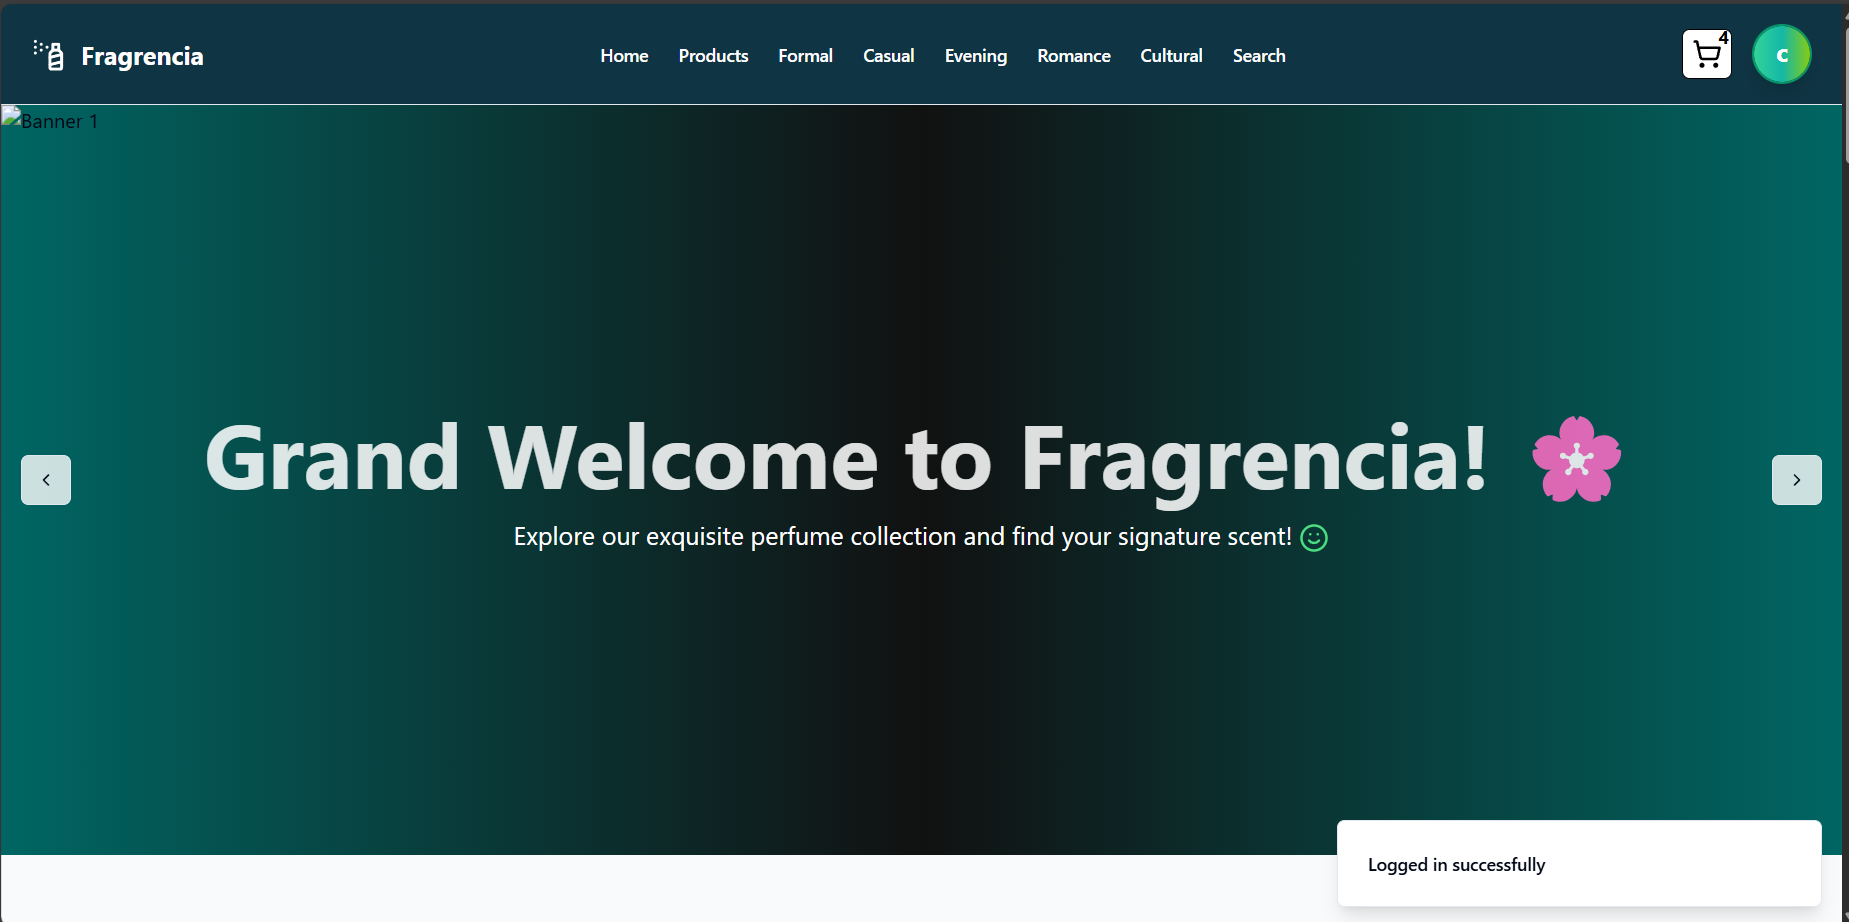 Fragrencia
Home Products Formal Casual Evening Romance Cultural Search
4
C
Banner 1
Grand Welcome to Fragrencia!
Explore our exquisite perfume collection and find your signature scent!
Logged in successfully